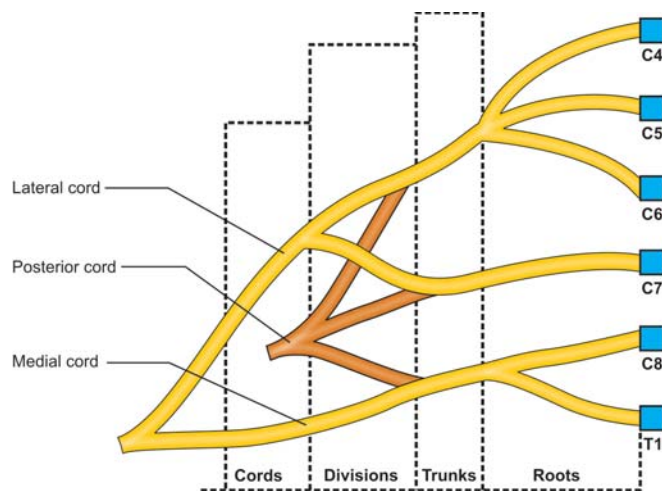 C4
C5
C6
Lateral cord
Posterior cord
C7
Medial cord
C8
T1
Cords Divisions Trunks Roots